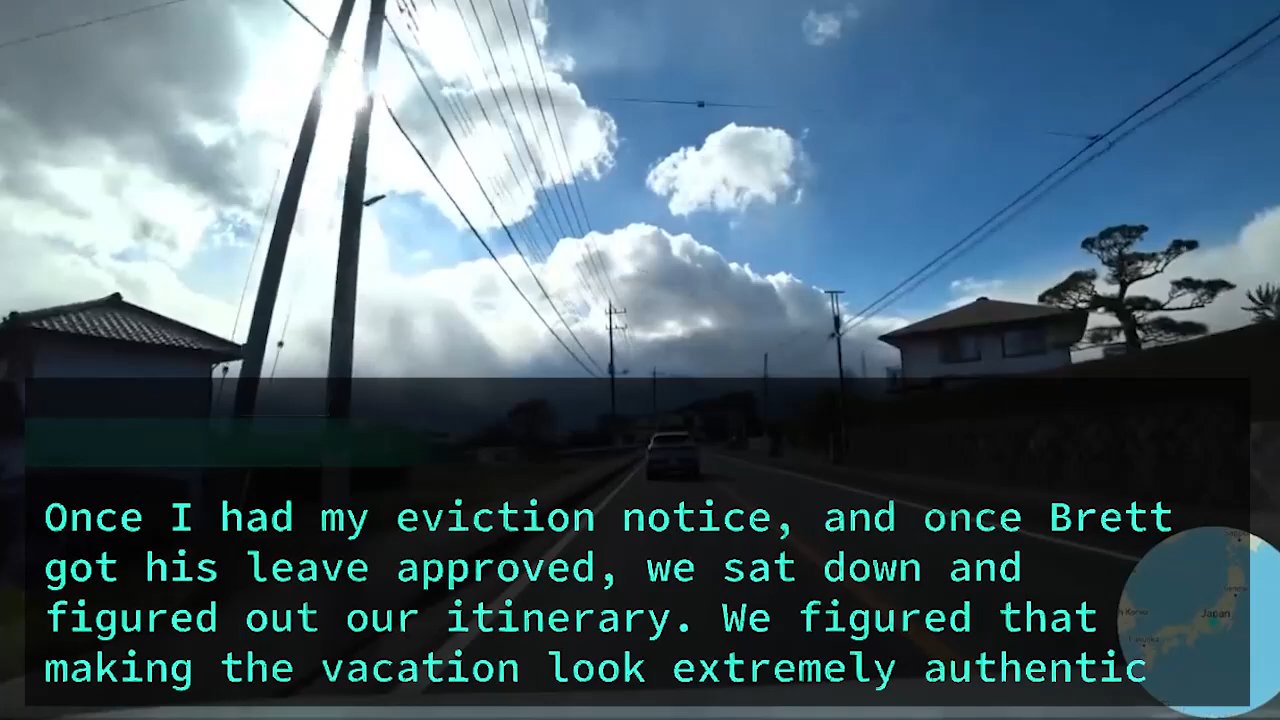 Once I had my eviction notice, and once Brett
got his leave approved, we sat down and
figured out our itinerary. We figured that
making the vacation look extremely authentic
Japan